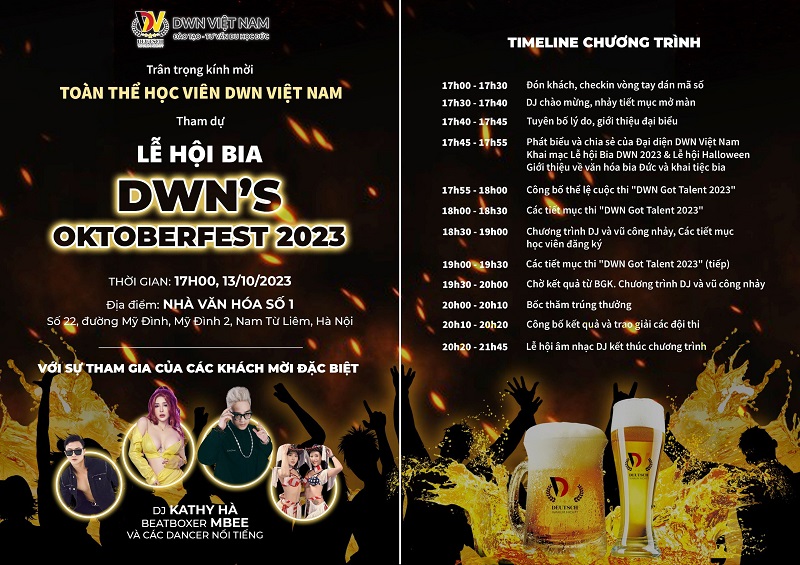 DEUTSCH
DWN VIỆT NAM
ĐÀO TẠO - TƯ VẤN DU HỌC ĐỨC
Trân trọng kính mời
TOÀN THỂ HỌC VIÊN DWN VIỆT NAM
Tham dự
LỄ HỘI BIA
DWN'S
OKTOBERFEST 2023
THỜI GIAN: 17H00, 13/10/2023
Địa điểm: NHÀ VĂN HÓA SỐ 1
Số 22, đường Mỹ Đình, Mỹ Đình 2, Nam Từ Liêm, Hà Nội
VỚI SỰ THAM GIA CỦA CÁC KHÁCH MỜI ĐẶC BIỆT
DJ KATHY HÀ
BEATBOXER MBEE
VÀ CÁC DANCER NỔI TIẾNG
TIMELINE CHƯƠNG TRÌNH
17H00 - 17H30 Đón khách, checkin vòng tay dán mã số
17H30 - 17H40 DJ chào mừng, nhảy tiết mục mở màn
17H40 - 17H45 Tuyên bố lý do, giới thiệu đại biểu
17H45 - 17H55 Phát biểu và chia sẻ của Đại diện DWN Việt Nam
Khai mạc Lễ hội Bia DWN 2023 & Lễ hội Halloween
Giới thiệu về văn hóa bia Đức và khai tiệc bia
17H55 - 18H00 Công bố thể lệ cuộc thi "DWN Got Talent 2023"
18H00 - 18H30 Các tiết mục thi "DWN Got Talent 2023"
18H30 - 19H00 Chương trình DJ và vũ công nhảy, Các tiết mục
học viên đăng ký
19H00 - 19H30 Các tiết mục thi "DWN Got Talent 2023" (tiếp)
19H30 - 20H00 Chờ kết quả từ BGK. Chương trình DJ và vũ công nhảy
20H00 - 20H10 Bốc thăm trúng thưởng
20H10 - 20H20 Công bố kết quả và trao giải các đội thi
20H20 - 21H45 Lễ hội âm nhạc DJ kết thúc chương trình
DEUTSCH
DEUTSCH